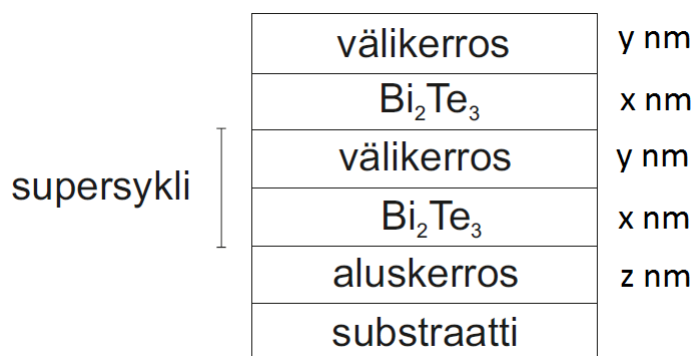 välikerros y nm
Bi₂Te₃ x nm
välikerros y nm
supersykli
Bi₂Te₃ x nm
aluskerros z nm
substraatti